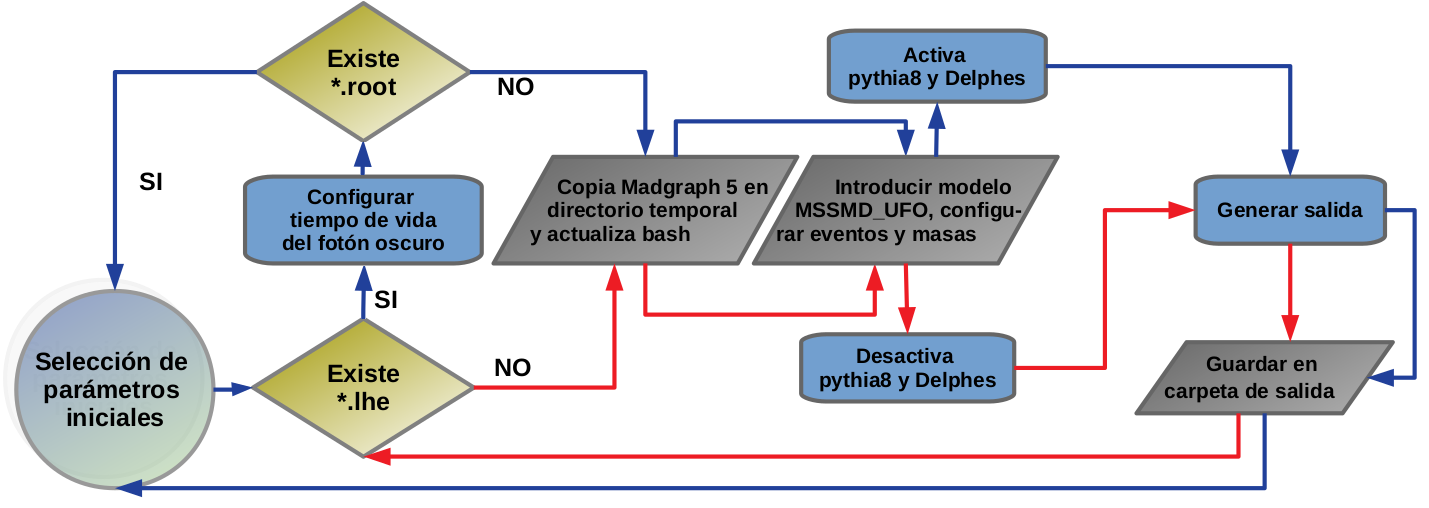 Existe
*.root
NO
SI
Activa
pythia8 y Delphes
Configurar
tiempo de vida
del fotón oscuro
Copia Madgraph 5 en
directorio temporal
y actualiza bash
Introducir modelo
MSSMD_UFO, configu-
rar eventos y masas
Generar salida
SI
Selección de
parámetros
iniciales
Existe
*.lhe
NO
Desactiva
pythia8 y Delphes
Guardar en
carpeta de salida